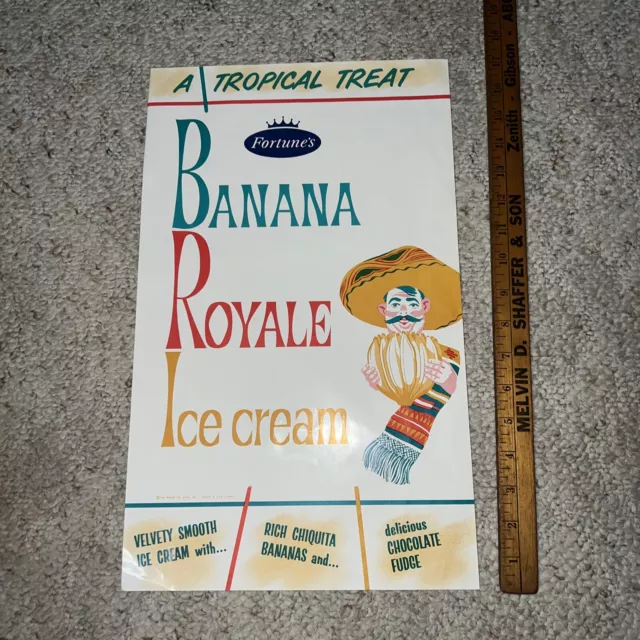 A TROPICAL TREAT
Fortune's
BANANA
ROYALE
Ice cream
VELVETY SMOOTH
ICE CREAM with...
RICH CHIQUITA
BANANAS and...
delicious
CHOCOLATE
FUDGE
MELVIN D. SHAFFER & SON
Zenith - Gibson -